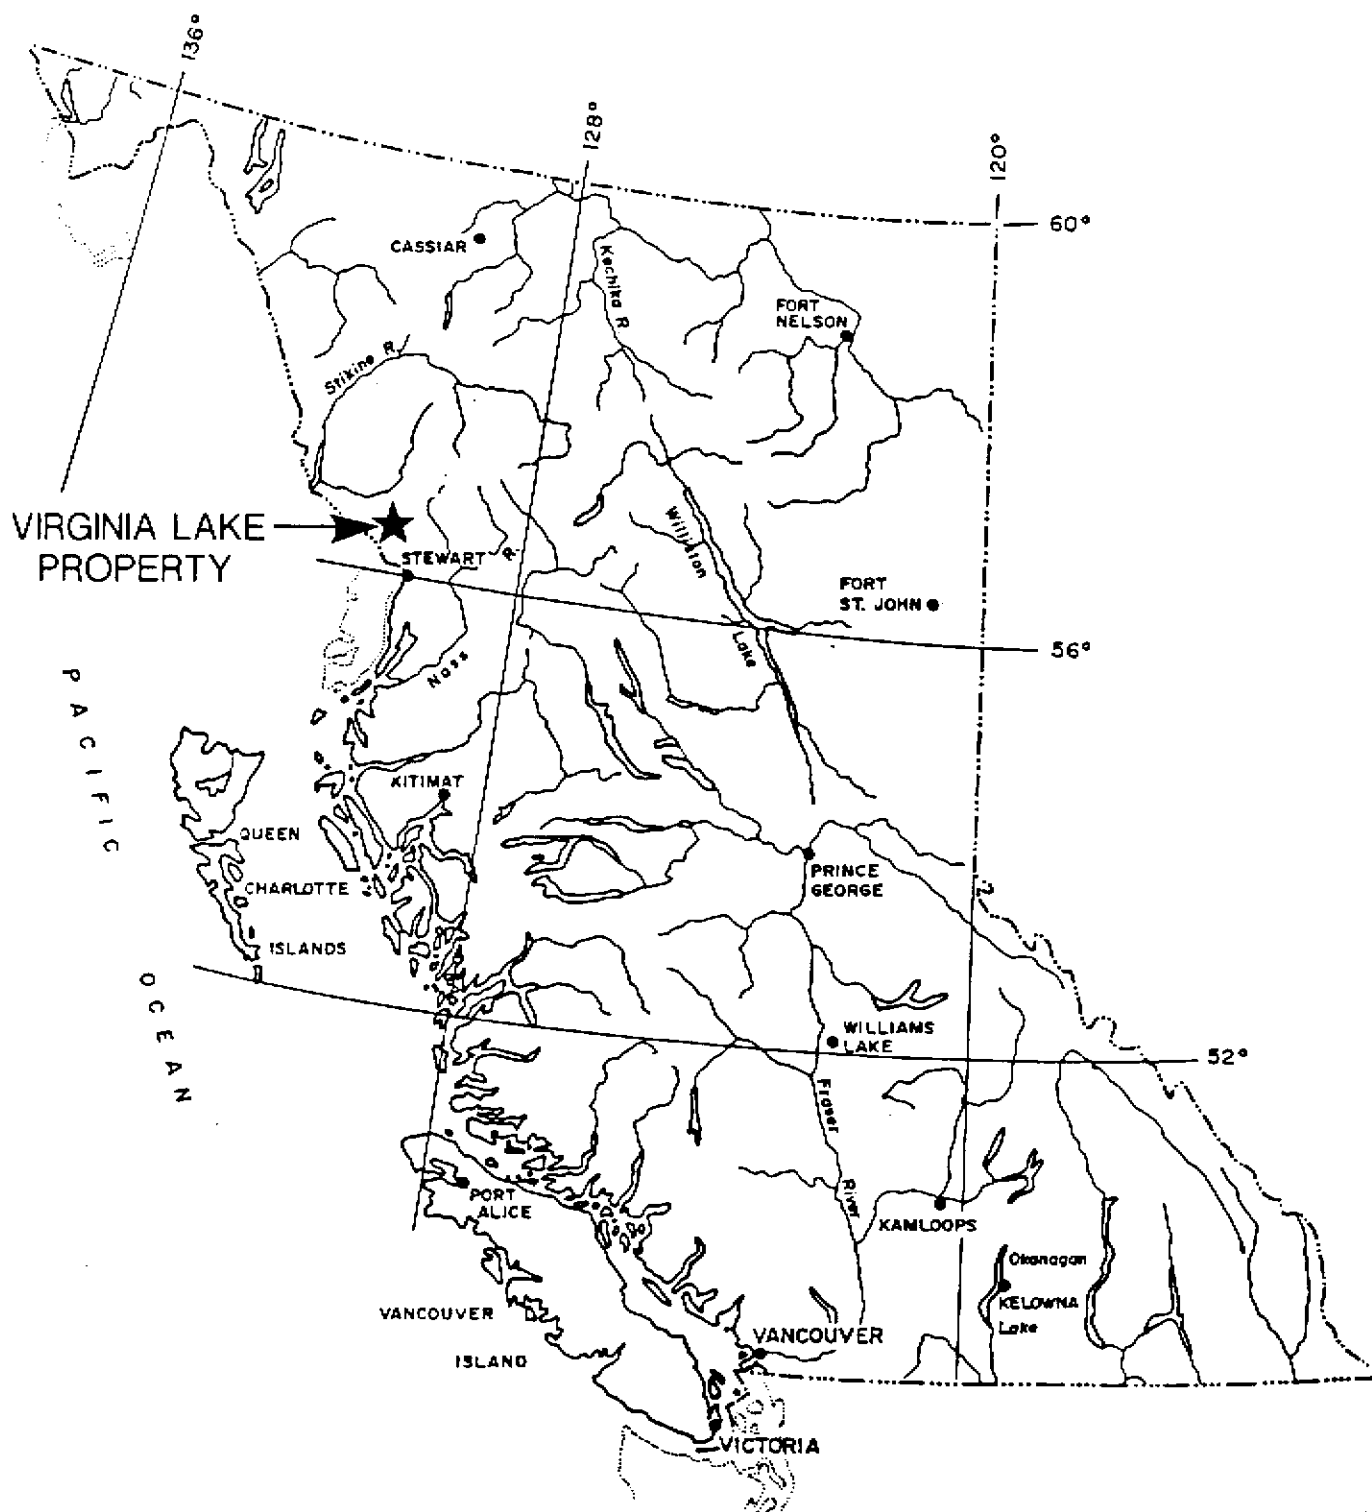 136°
128°
120°
60°
CASSIAR
Kechika R.
FORT
NELSON
Stikine R.
VIRGINIA LAKE
PROPERTY
STEWART
R.
Williston
FORT
ST. JOHN
Lake
56°
Nass
PACIFIC
KITIMAT
QUEEN
CHARLOTTE
ISLANDS
PRINCE
GEORGE
OCEAN
WILLIAMS
LAKE
52°
Fraser
River
PORT
ALICE
KAMLOOPS
Okanagan
KELOWNA
Lake
VANCOUVER
ISLAND
VANCOUVER
VICTORIA